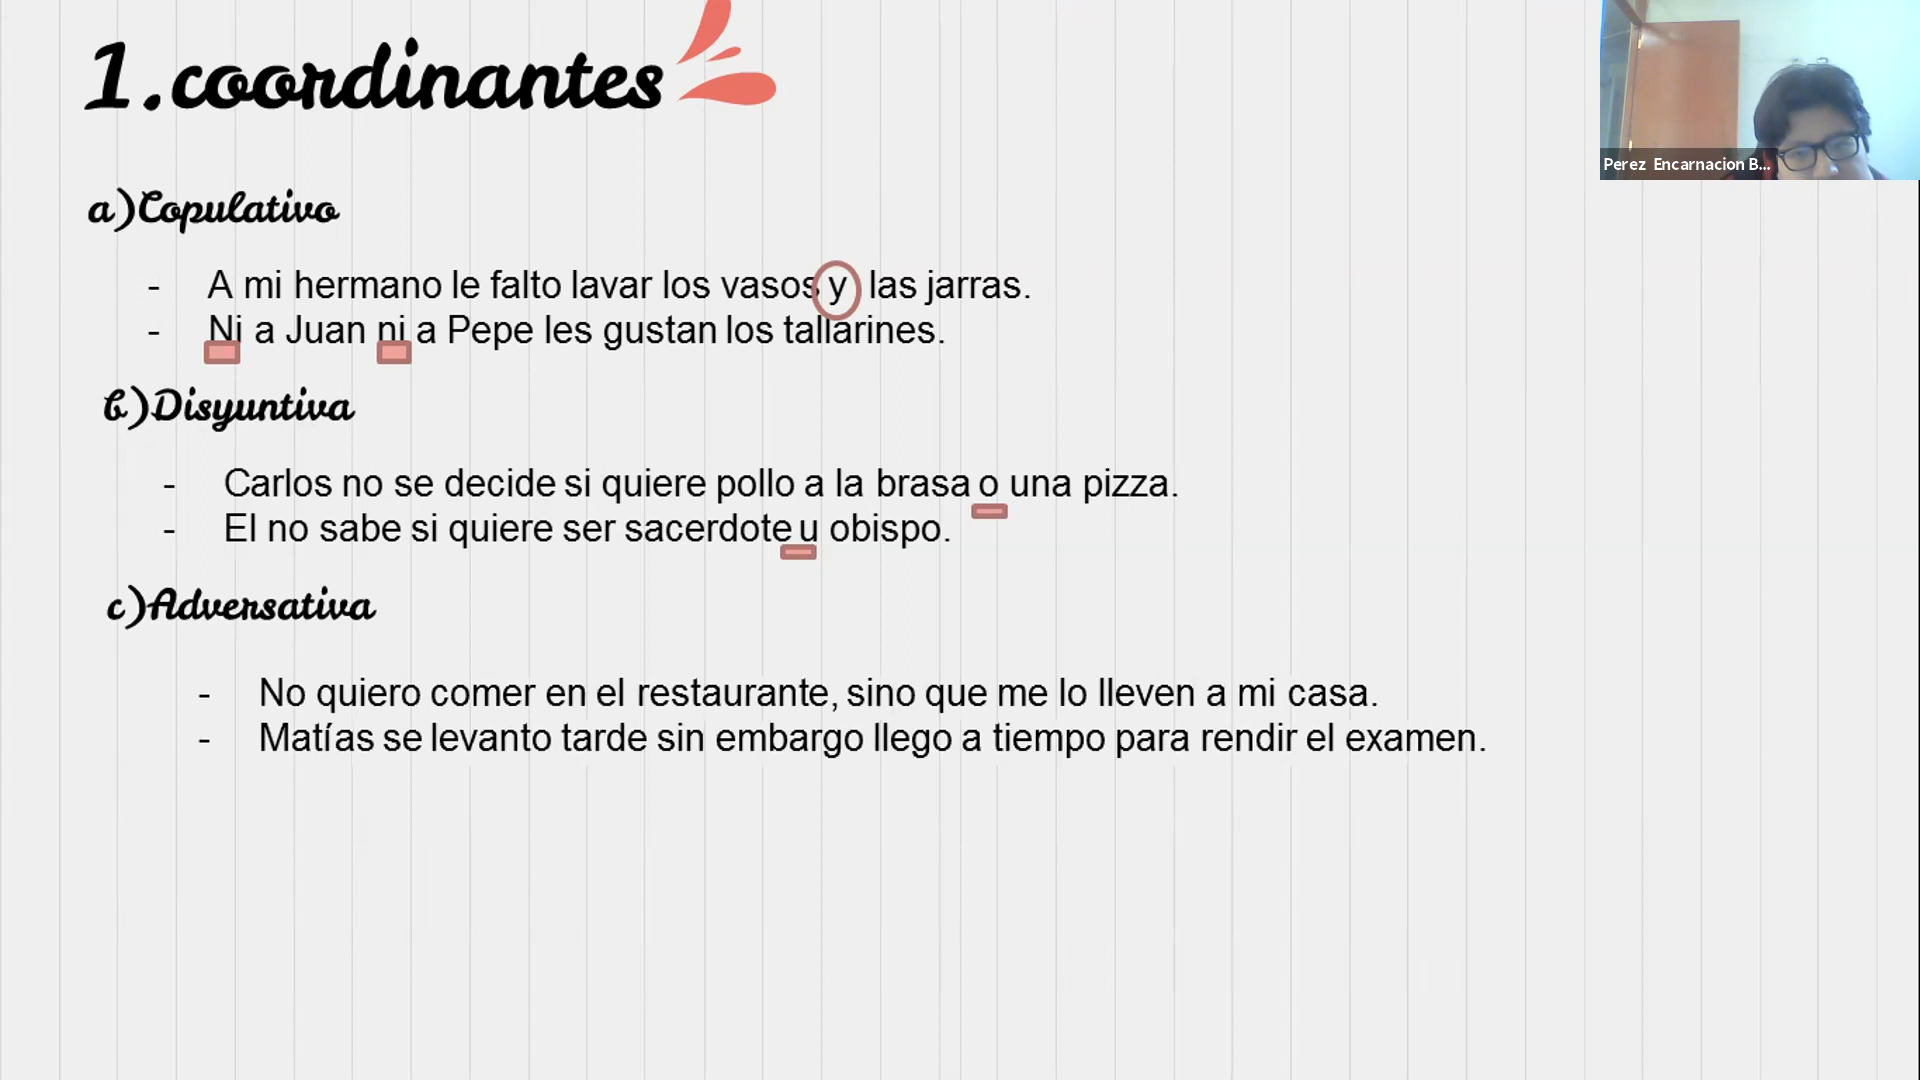 1.coordinantes
Perez Encarnacion B...
a)Copulativo
- A mi hermano le falto lavar los vasos y las jarras.
- Ni a Juan ni a Pepe les gustan los tallarines.
b)Disyuntiva
- Carlos no se decide si quiere pollo a la brasa o una pizza.
- El no sabe si quiere ser sacerdote u obispo.
c)Adversativa
- No quiero comer en el restaurante, sino que me lo lleven a mi casa.
- Matías se levanto tarde sin embargo llego a tiempo para rendir el examen.